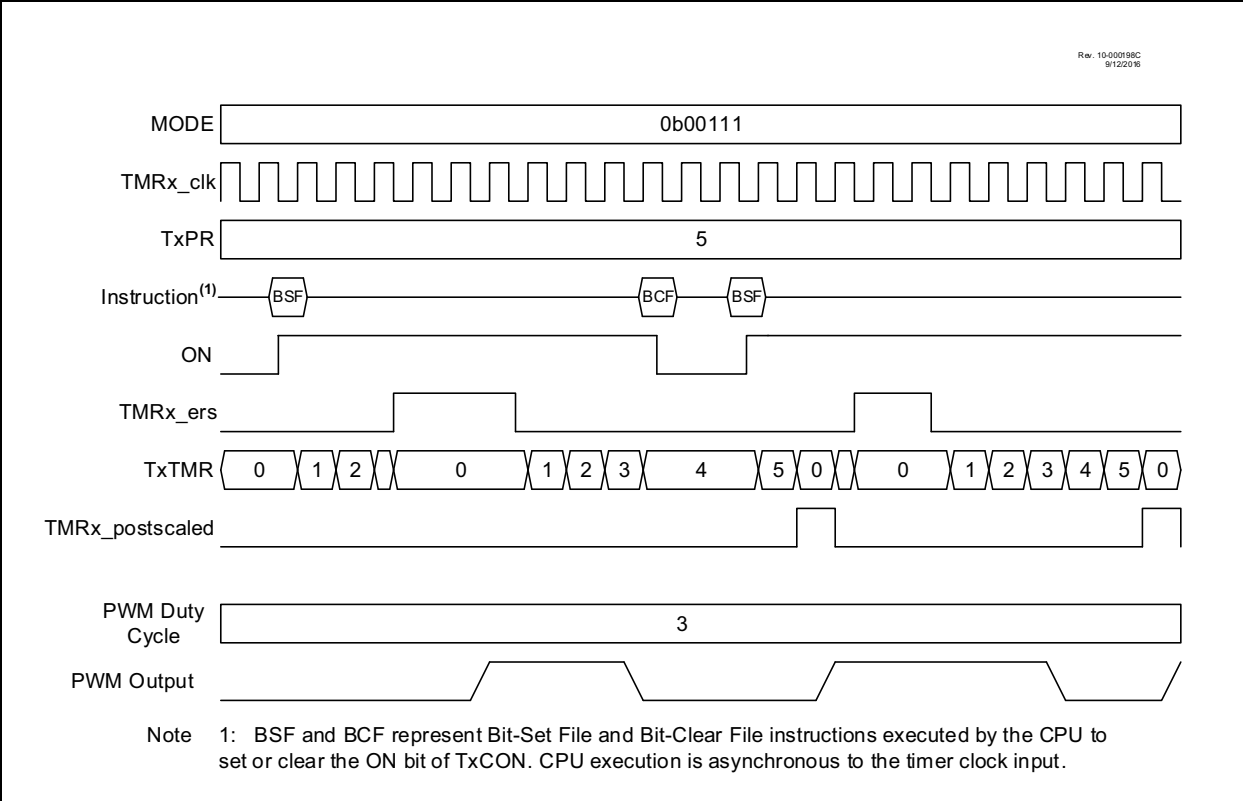 Rev. 10-000198C
9/12/2016
MODE 0b00111
TMRx_clk
TxPR 5
Instruction(1) BSF BCF BSF
ON
TMRx_ers
TxTMR 0 1 2 0 1 2 3 4 5 0 0 1 2 3 4 5 0
TMRx_postscaled
PWM Duty
Cycle 3
PWM Output
Note 1: BSF and BCF represent Bit-Set File and Bit-Clear File instructions executed by the CPU to
set or clear the ON bit of TxCON. CPU execution is asynchronous to the timer clock input.